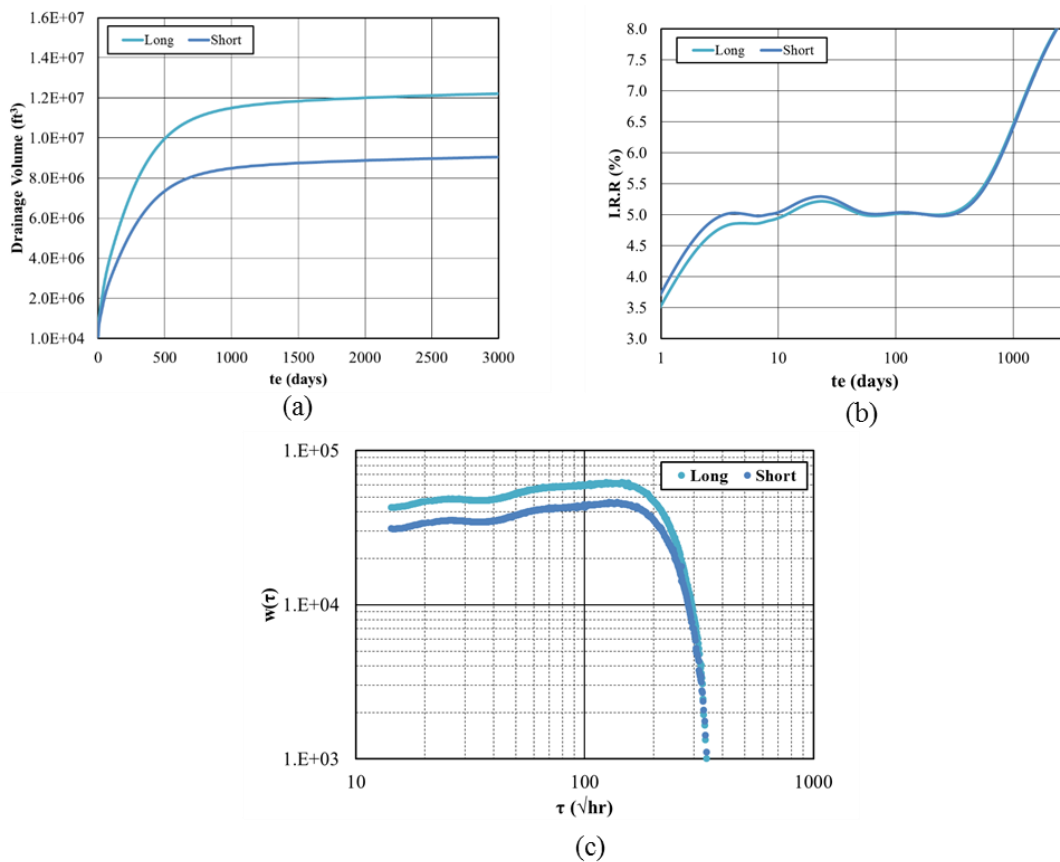 1.6E+07
Long Short
1.4E+07
1.2E+07
1.0E+07
8.0E+06
6.0E+06
4.0E+06
2.0E+06
1.0E+04
Drainage Volume (ft³)
0 500 1000 1500 2000 2500 3000
te (days)
(a)
8.0
Long Short
7.5
7.0
6.5
6.0
5.5
5.0
4.5
4.0
3.5
3.0
I.R.R (%)
1 10 100 1000
te (days)
(b)
1.E+05
Long Short
1.E+04
1.E+03
w(τ)
10 100 1000
τ (√hr)
(c)